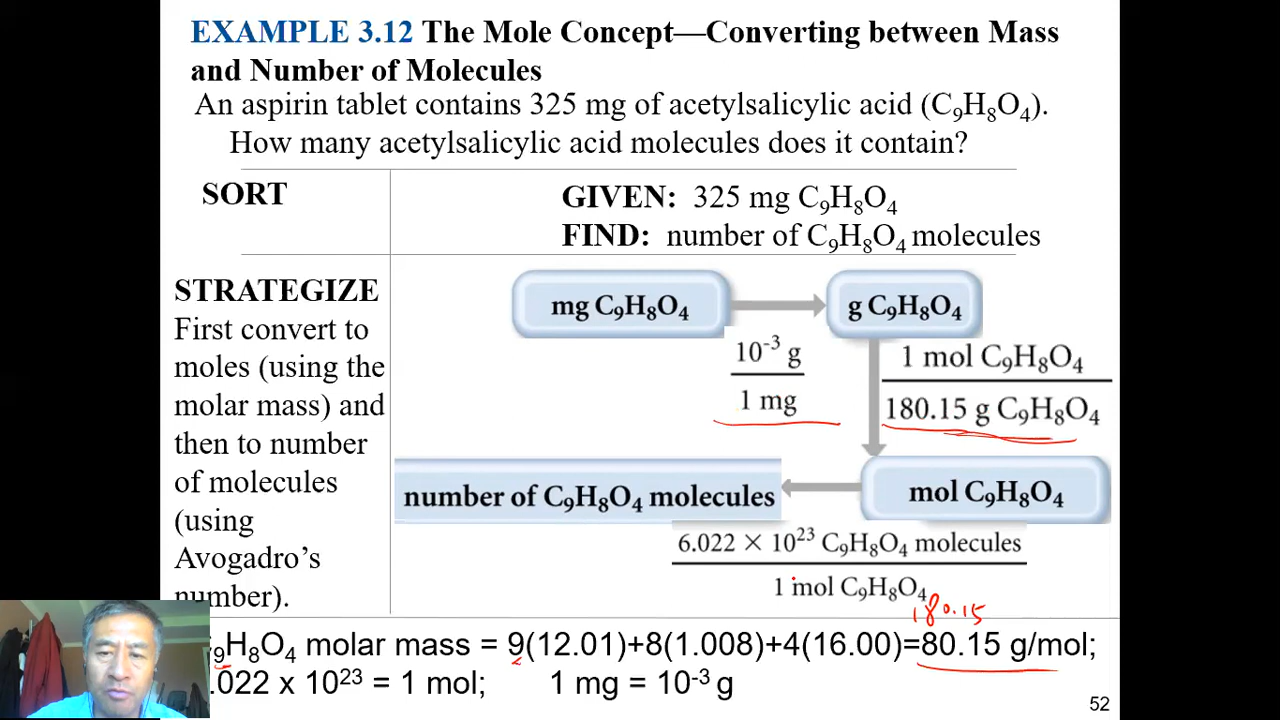 EXAMPLE 3.12 The Mole Concept—Converting between Mass
and Number of Molecules
An aspirin tablet contains 325 mg of acetylsalicylic acid (C₉H₈O₄).
How many acetylsalicylic acid molecules does it contain?
SORT
GIVEN: 325 mg C₉H₈O₄
FIND: number of C₉H₈O₄ molecules
STRATEGIZE
First convert to
moles (using the
molar mass) and
then to number
of molecules
(using
Avogadro's
number).
mg C₉H₈O₄
g C₉H₈O₄
10⁻³ g
1 mg
1 mol C₉H₈O₄
180.15 g C₉H₈O₄
mol C₉H₈O₄
number of C₉H₈O₄ molecules
6.022 × 10²³ C₉H₈O₄ molecules
1 mol C₉H₈O₄
180.15
₉H₈O₄ molar mass = 9(12.01)+8(1.008)+4(16.00)=80.15 g/mol;
.022 x 10²³ = 1 mol; 1 mg = 10⁻³ g
52